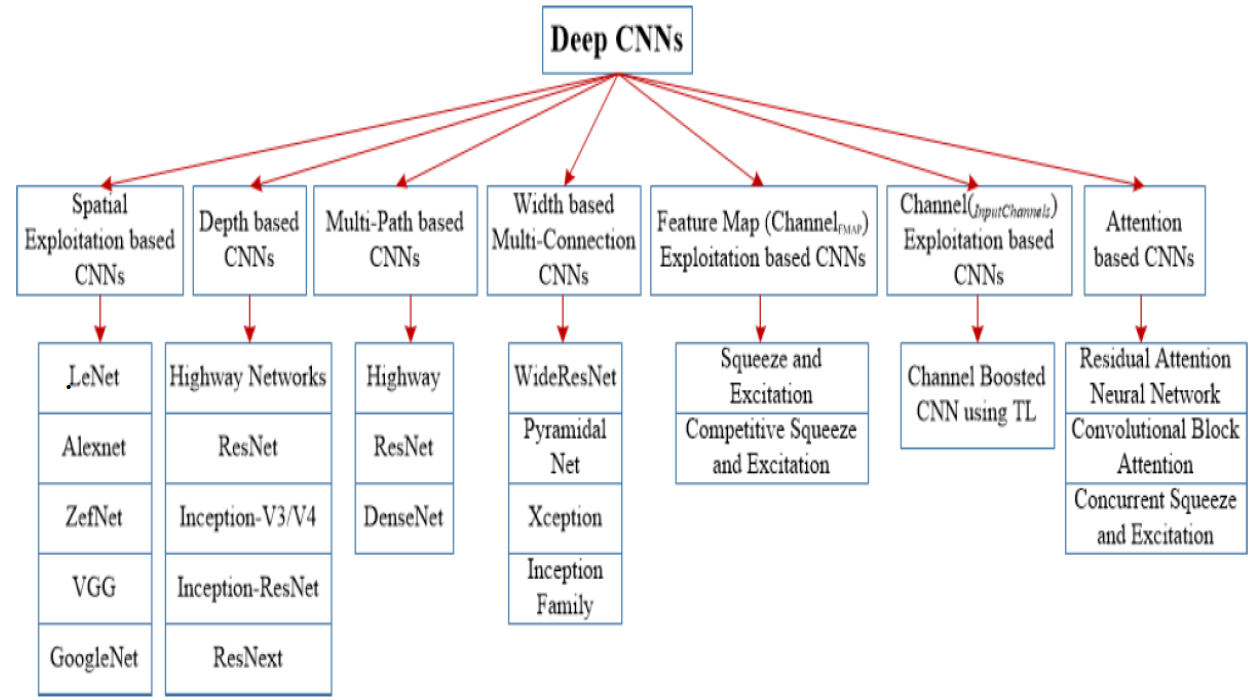 Deep CNNs
Spatial
Exploitation based
CNNs
Depth based
CNNs
Multi-Path based
CNNs
Width based
Multi-Connection
CNNs
Feature Map (ChannelFMAP)
Exploitation based CNNs
Channel(InputChannels)
Exploitation based
CNNs
Attention
based CNNs
LeNet
Alexnet
ZefNet
VGG
GoogleNet
Highway Networks
ResNet
Inception-V3/V4
Inception-ResNet
ResNext
Highway
ResNet
DenseNet
WideResNet
Pyramidal
Net
Xception
Inception
Family
Squeeze and
Excitation
Competitive Squeeze
and Excitation
Channel Boosted
CNN using TL
Residual Attention
Neural Network
Convolutional Block
Attention
Concurrent Squeeze
and Excitation